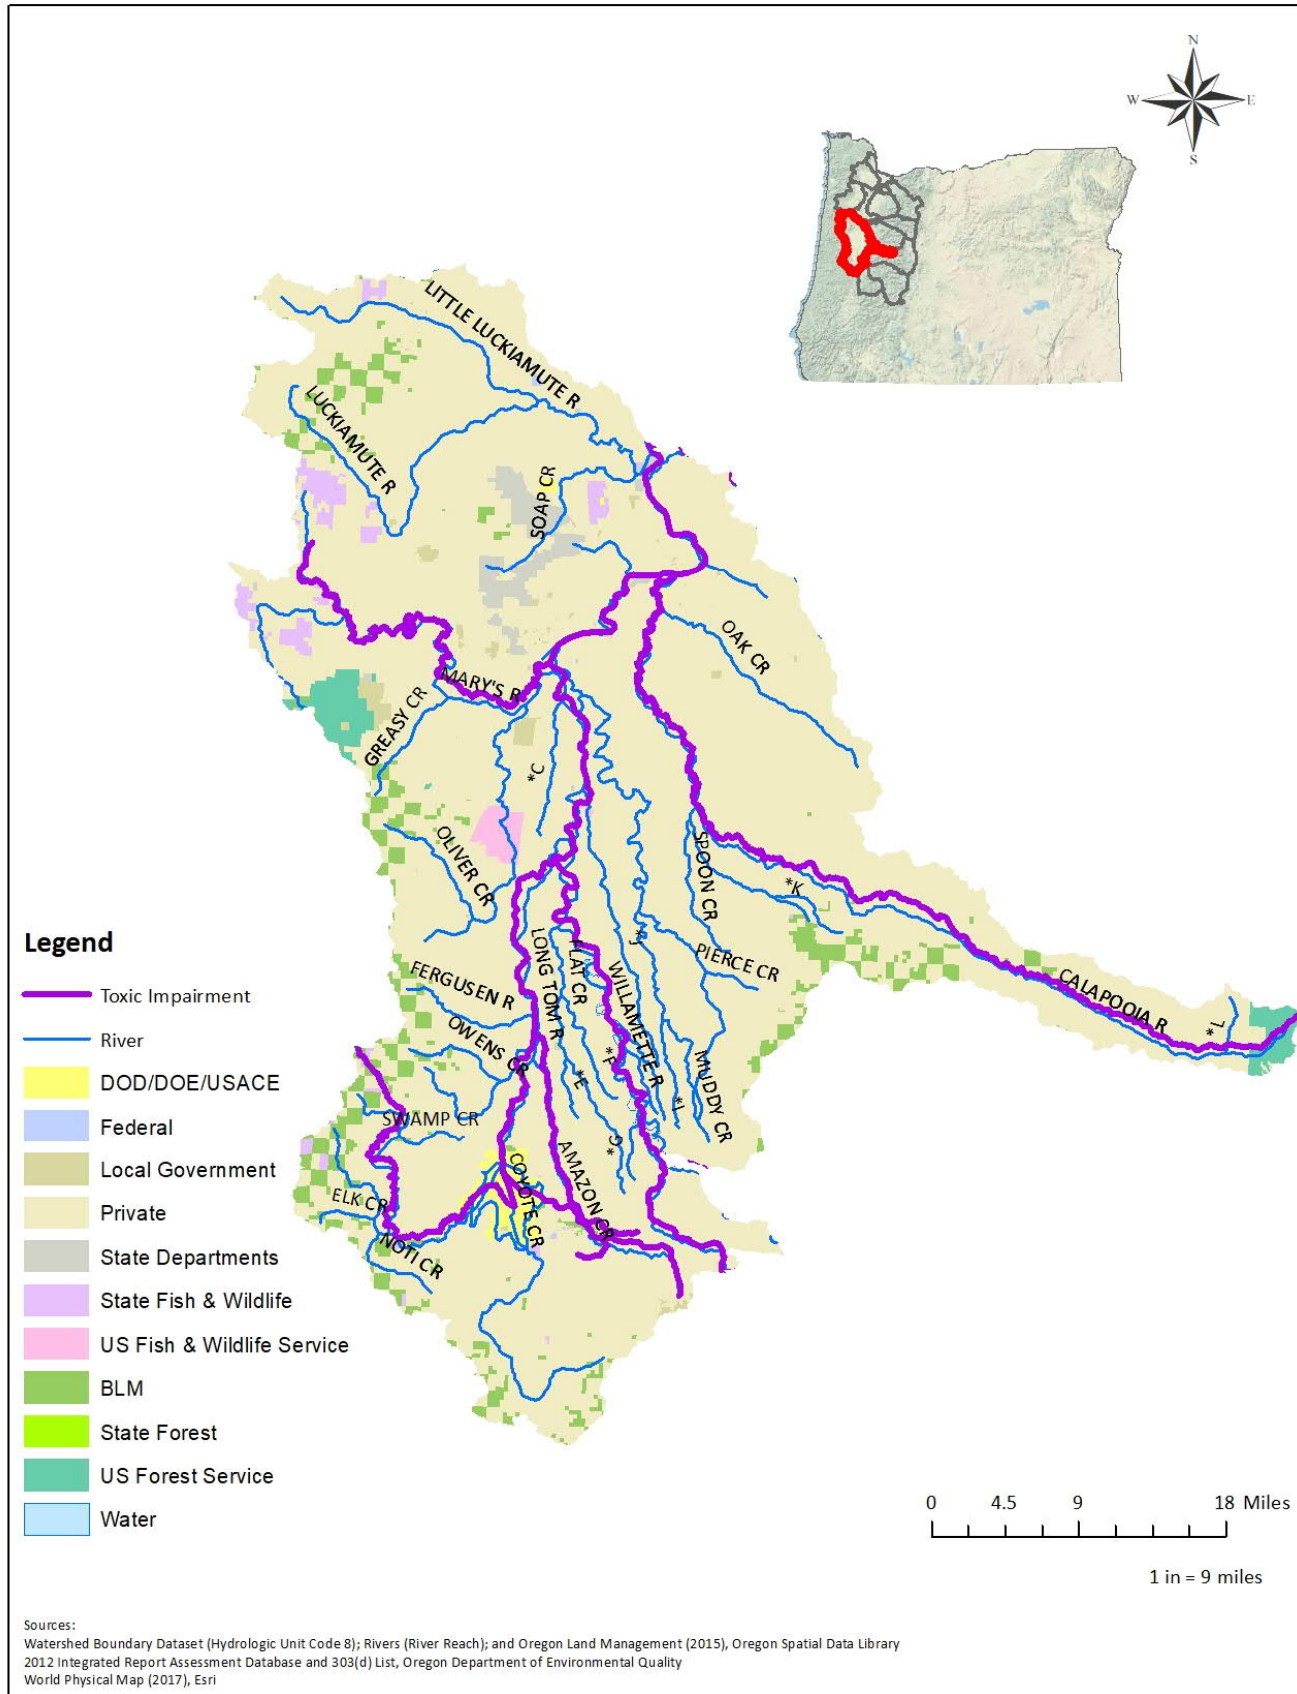 N
W E
S
LITTLE LUCKIAMUTE R
LUCKIAMUTE R
SOAP CR
OAK CR
MARY'S R
GREASY CR
*C
OLIVER CR
SPOON CR
*K
LONG TOM R
FLAT CR
WILLAMETTE R
*J
PIERCE CR
FERGUSEN R
OWENS CR
CALAPOOIA R
*L
*F
*E
*I
MUDDY CR
SWAMP CR
G*
AMAZON CR
COYOTE CR
ELK CR
NOTI CR
Legend
Toxic Impairment
River
DOD/DOE/USACE
Federal
Local Government
Private
State Departments
State Fish & Wildlife
US Fish & Wildlife Service
BLM
State Forest
US Forest Service
Water
0 4.5 9 18 Miles
1 in = 9 miles
Sources:
Watershed Boundary Dataset (Hydrologic Unit Code 8); Rivers (River Reach); and Oregon Land Management (2015), Oregon Spatial Data Library
2012 Integrated Report Assessment Database and 303(d) List, Oregon Department of Environmental Quality
World Physical Map (2017), Esri